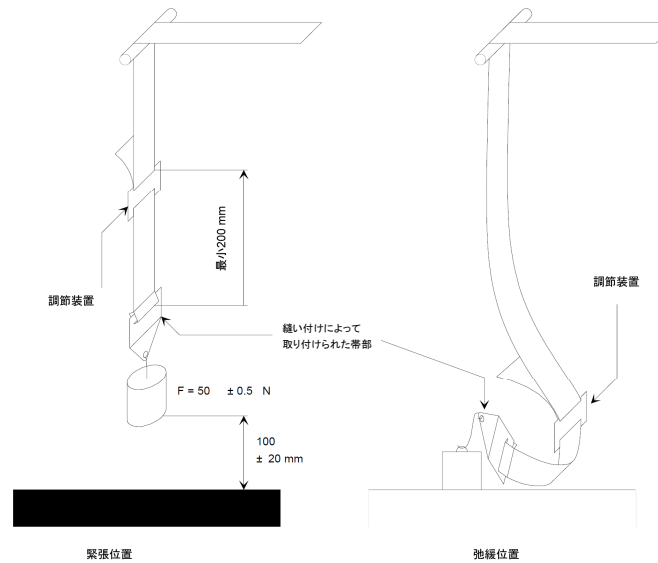 最小200 mm
調節装置
調節装置
縫い付けによって
取り付けられた帯部
F = 50 ± 0.5 N
100
± 20 mm
緊張位置
弛緩位置